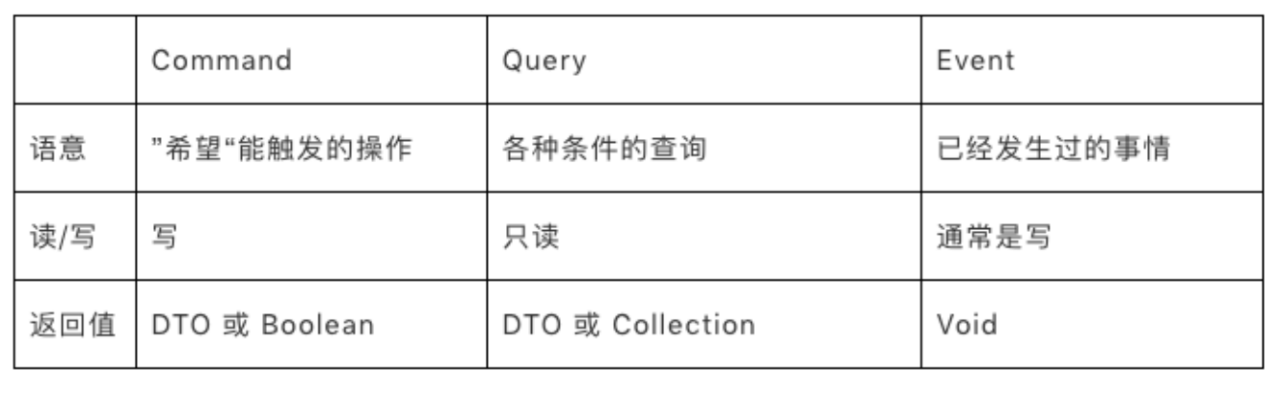 Command Query Event
语意 ”希望“能触发的操作 各种条件的查询 已经发生过的事情
读/写 写 只读 通常是写
返回值 DTO 或 Boolean DTO 或 Collection Void